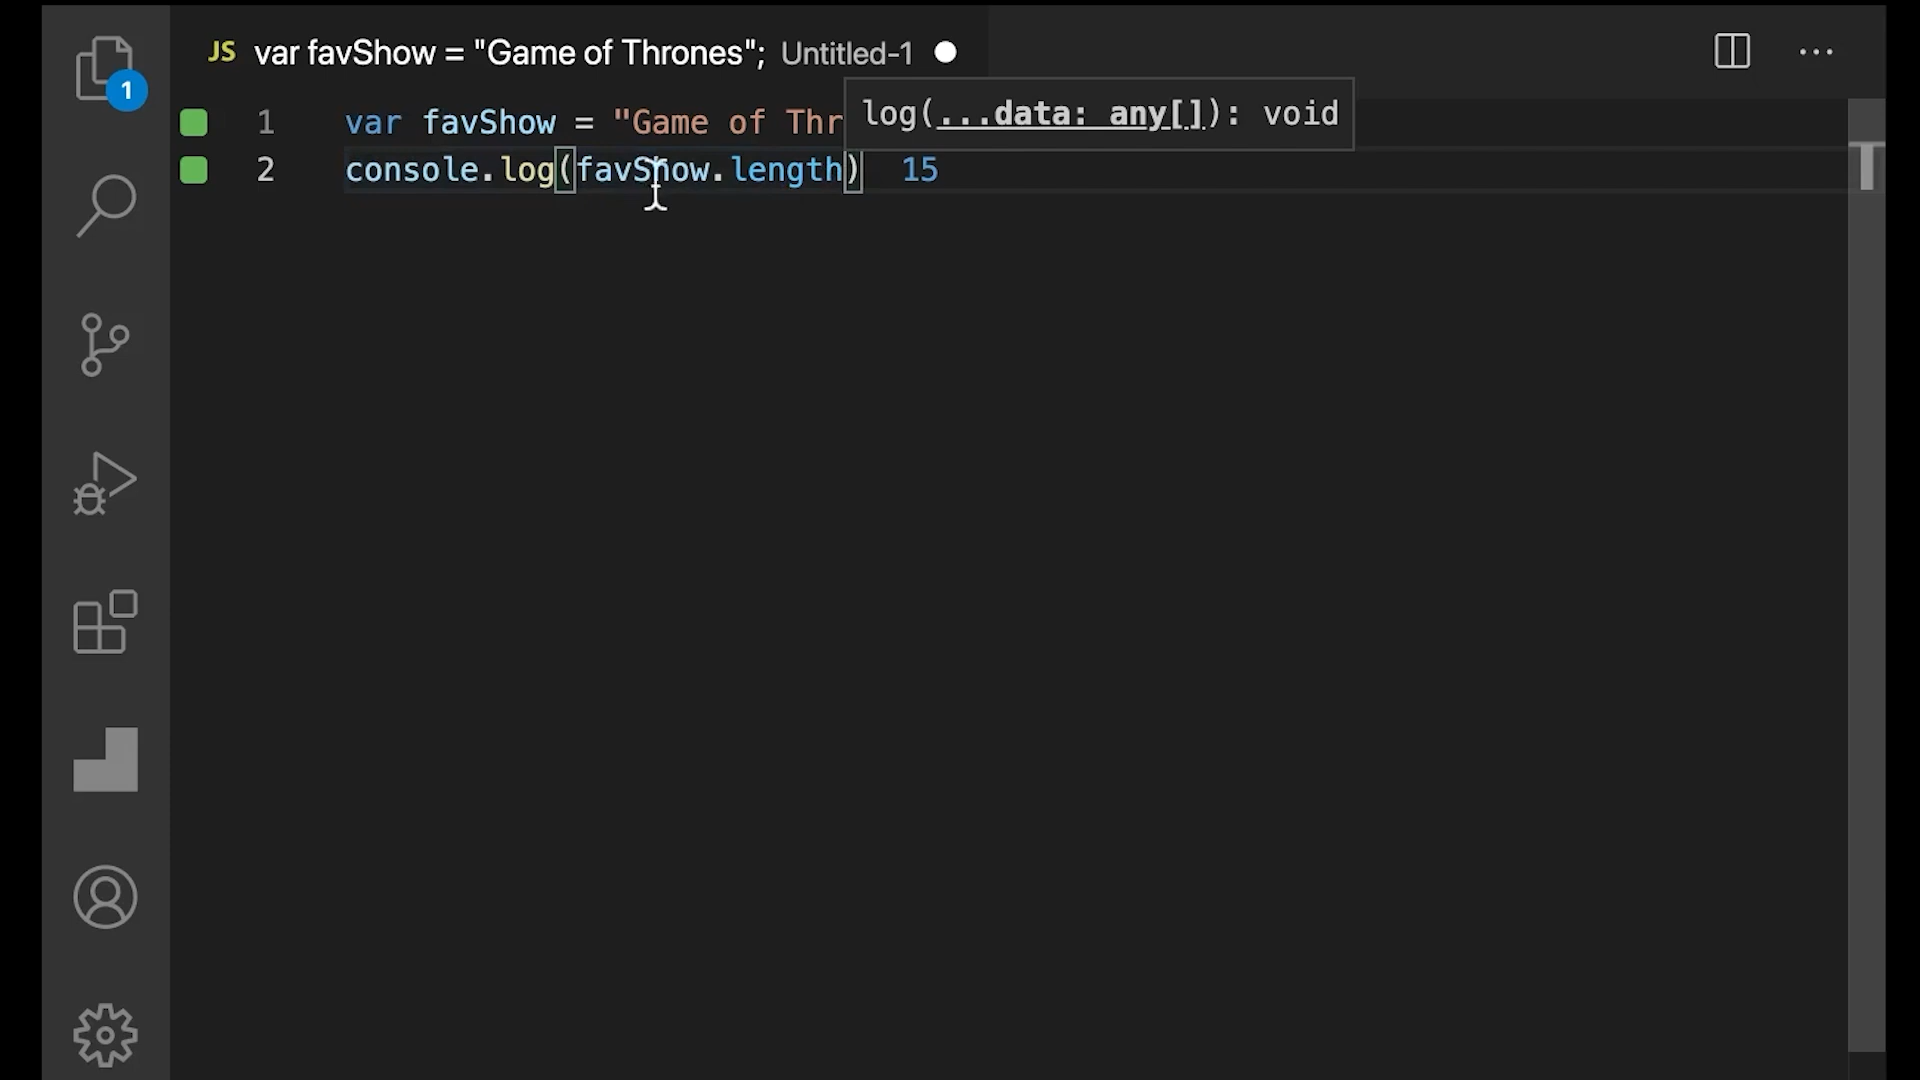 JS var favShow = "Game of Thrones"; Untitled-1
1
log(...data: any[]): void
1 var favShow = "Game of Thr
2 console.log(favShow.length) 15